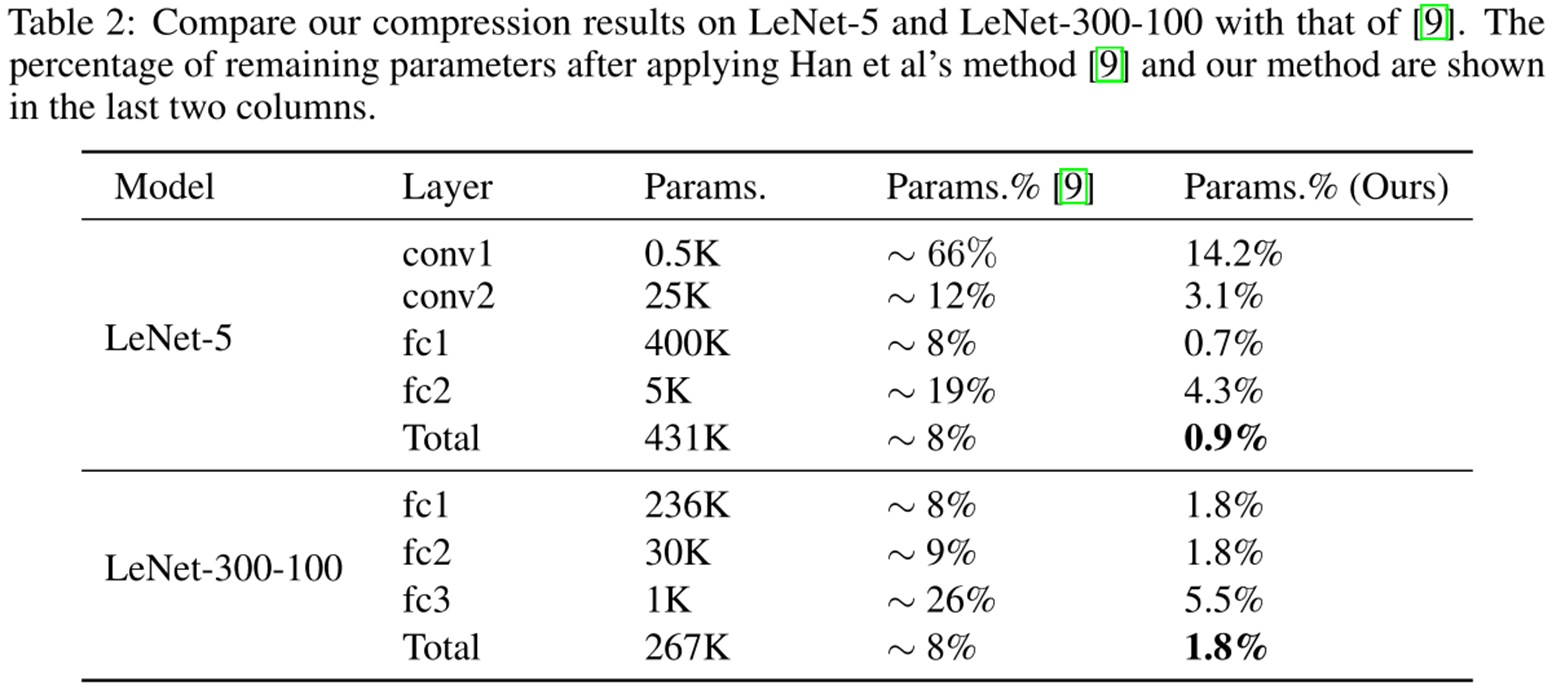 Table 2: Compare our compression results on LeNet-5 and LeNet-300-100 with that of [9]. The
percentage of remaining parameters after applying Han et al's method [9] and our method are shown
in the last two columns.
Model Layer Params. Params.% [9] Params.% (Ours)
conv1 0.5K ∼ 66% 14.2%
conv2 25K ∼ 12% 3.1%
LeNet-5 fc1 400K ∼ 8% 0.7%
fc2 5K ∼ 19% 4.3%
Total 431K ∼ 8% 0.9%
fc1 236K ∼ 8% 1.8%
LeNet-300-100 fc2 30K ∼ 9% 1.8%
fc3 1K ∼ 26% 5.5%
Total 267K ∼ 8% 1.8%